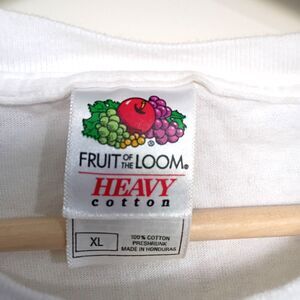 FRUIT OF THE LOOM®
HEAVY
cotton
XL
100% COTTON
PRESHRUNK
MADE IN HONDURAS